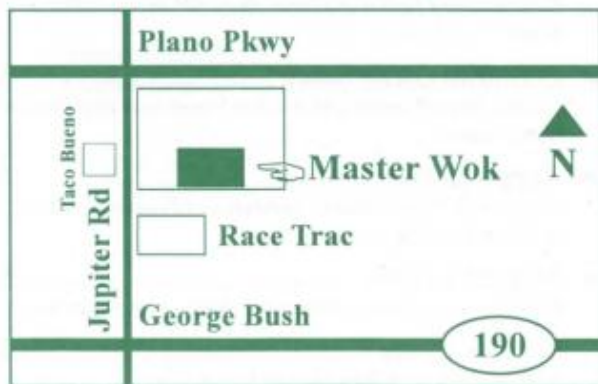 Plano Pkwy
Taco Bueno
Master Wok
N
Race Trac
Jupiter Rd
George Bush
190